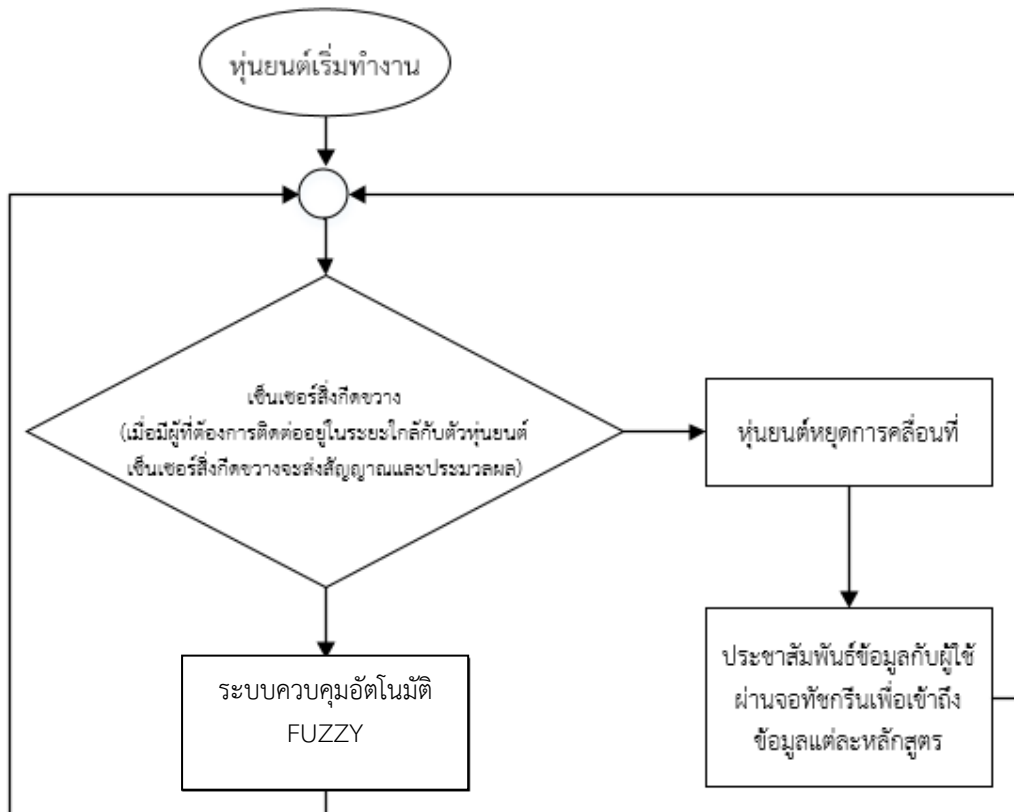 หุ่นยนต์เริ่มทำงาน
เซ็นเซอร์สิ่งกีดขวาง
(เมื่อมีผู้ที่ต้องการติดต่ออยู่ในระยะใกล้กับตัวหุ่นยนต์
เซ็นเซอร์สิ่งกีดขวางจะส่งสัญญาณและประมวลผล)
หุ่นยนต์หยุดการคลื่อนที่
ประชาสัมพันธ์ข้อมูลกับผู้ใช้
ผ่านจอทัชกรีนเพื่อเข้าถึง
ข้อมูลแต่ละหลักสูตร
ระบบควบคุมอัตโนมัติ
FUZZY